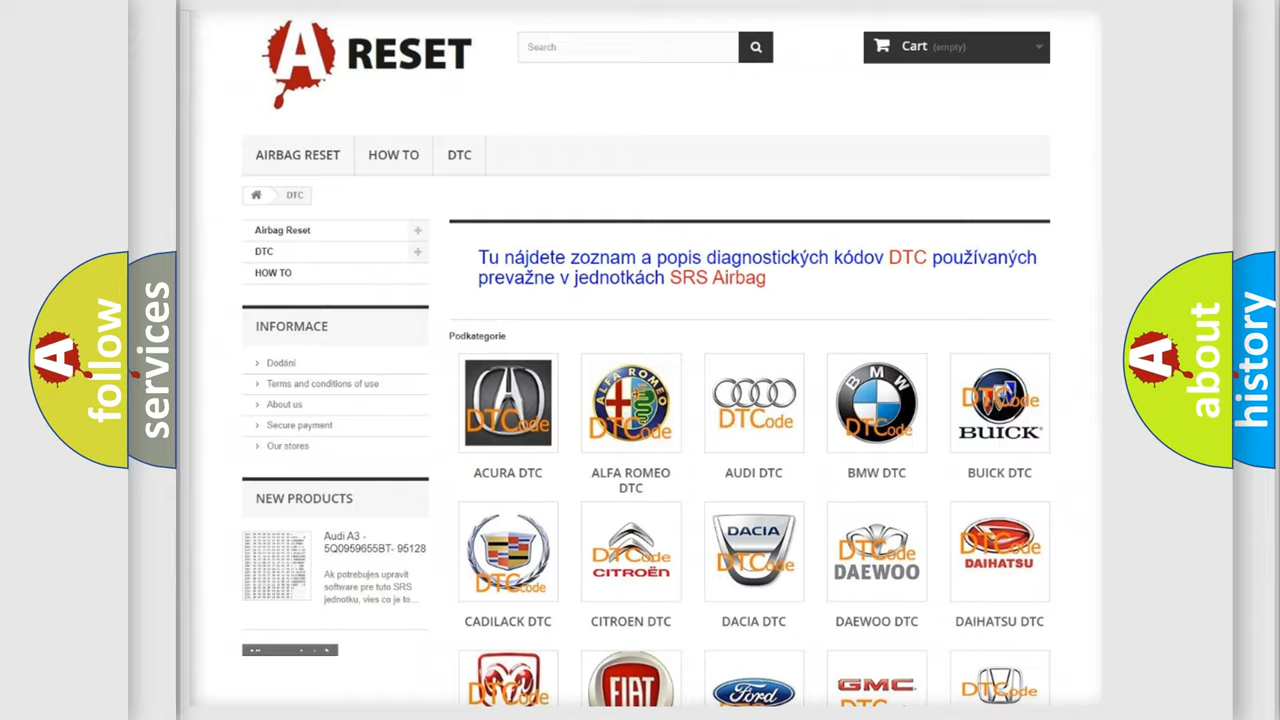 A RESET
Search
Cart (empty)
AIRBAG RESET
HOW TO
DTC
DTC
Airbag Reset
DTC
HOW TO
INFORMACE
Dodání
Terms and conditions of use
About us
Secure payment
Our stores
NEW PRODUCTS
Audi A3 -
5Q0959655BT- 95128
Ak potrebujes upravit
software pre tuto SRS
jednotku, vies co je to...
Tu nájdete zoznam a popis diagnostických kódov DTC používaných
prevažne v jednotkách SRS Airbag
Podkategorie
DTCode
ALFA ROMEO
DTCode
DTCode
BMW
DTCode
DTCode
BUICK
ACURA DTC
ALFA ROMEO
DTC
AUDI DTC
BMW DTC
BUICK DTC
DTCode
DTCode
CITROËN
DACIA
DTCode
DTCode
DAEWOO
DTCode
DAIHATSU
CADILACK DTC
CITROEN DTC
DACIA DTC
DAEWOO DTC
DAIHATSU DTC
DTCode
FIAT
Ford
GMC
DTCode
A follow
services
A about
history